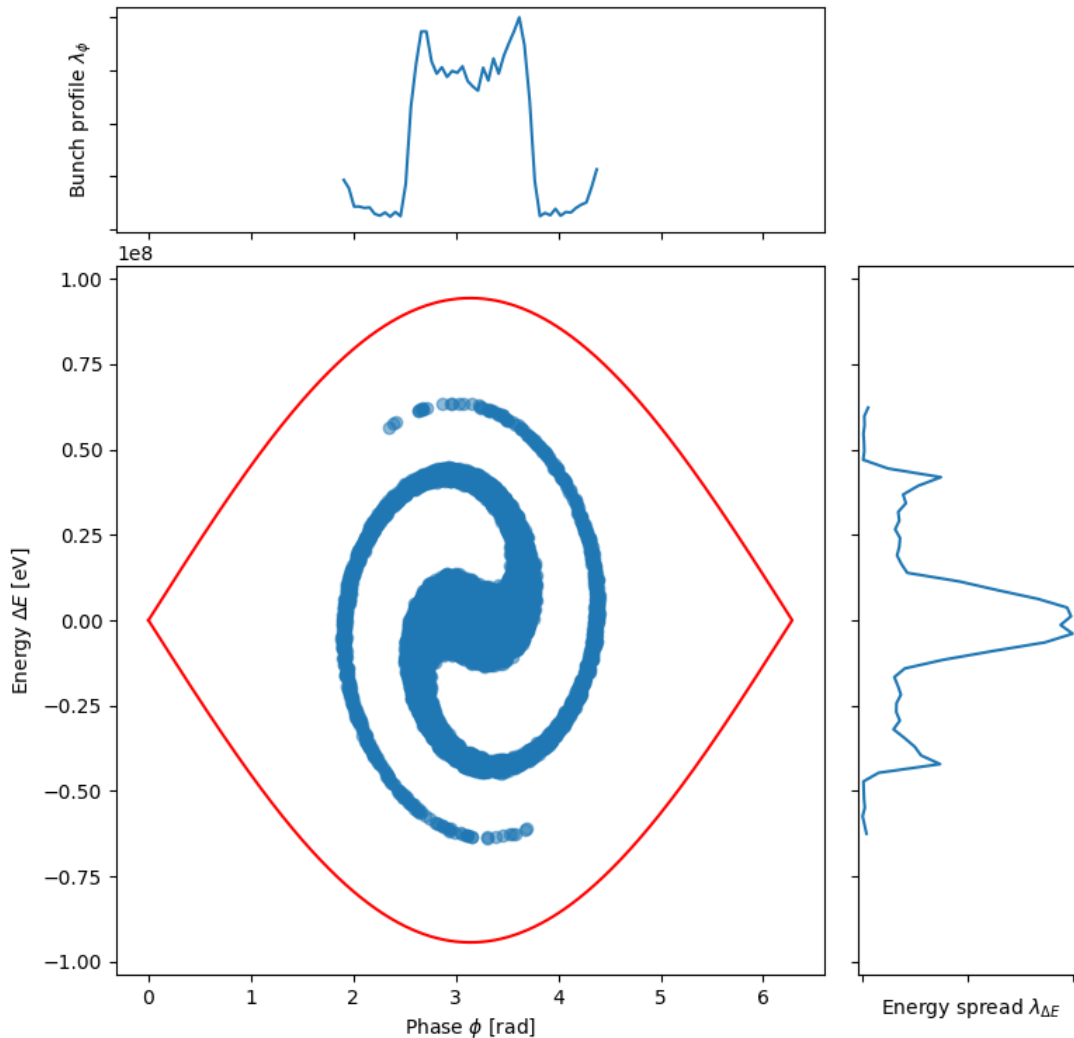 Bunch profile λ_ϕ
1e8
1.00
0.75
0.50
0.25
0.00
−0.25
−0.50
−0.75
−1.00
Energy ΔE [eV]
0 1 2 3 4 5 6
Phase ϕ [rad]
Energy spread λ_ΔE